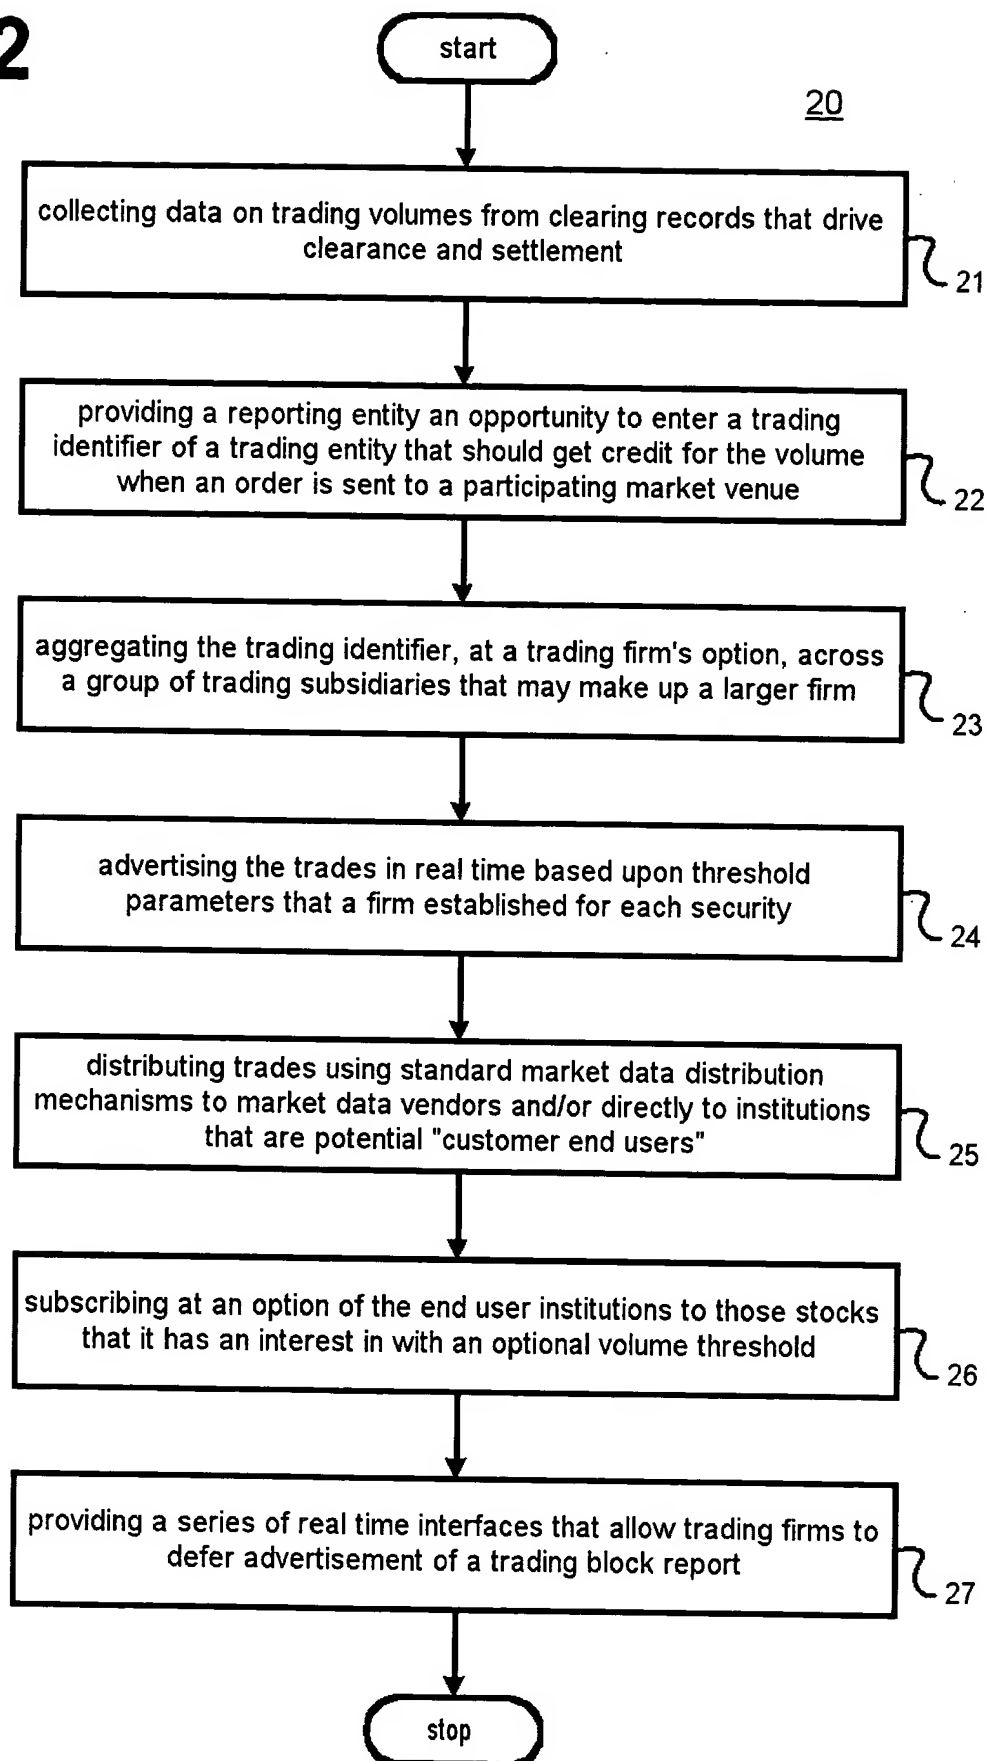 2
start
20
collecting data on trading volumes from clearing records that drive
clearance and settlement
21
providing a reporting entity an opportunity to enter a trading
identifier of a trading entity that should get credit for the volume
when an order is sent to a participating market venue
22
aggregating the trading identifier, at a trading firm's option, across
a group of trading subsidiaries that may make up a larger firm
23
advertising the trades in real time based upon threshold
parameters that a firm established for each security
24
distributing trades using standard market data distribution
mechanisms to market data vendors and/or directly to institutions
that are potential "customer end users"
25
subscribing at an option of the end user institutions to those stocks
that it has an interest in with an optional volume threshold
26
providing a series of real time interfaces that allow trading firms to
defer advertisement of a trading block report
27
stop